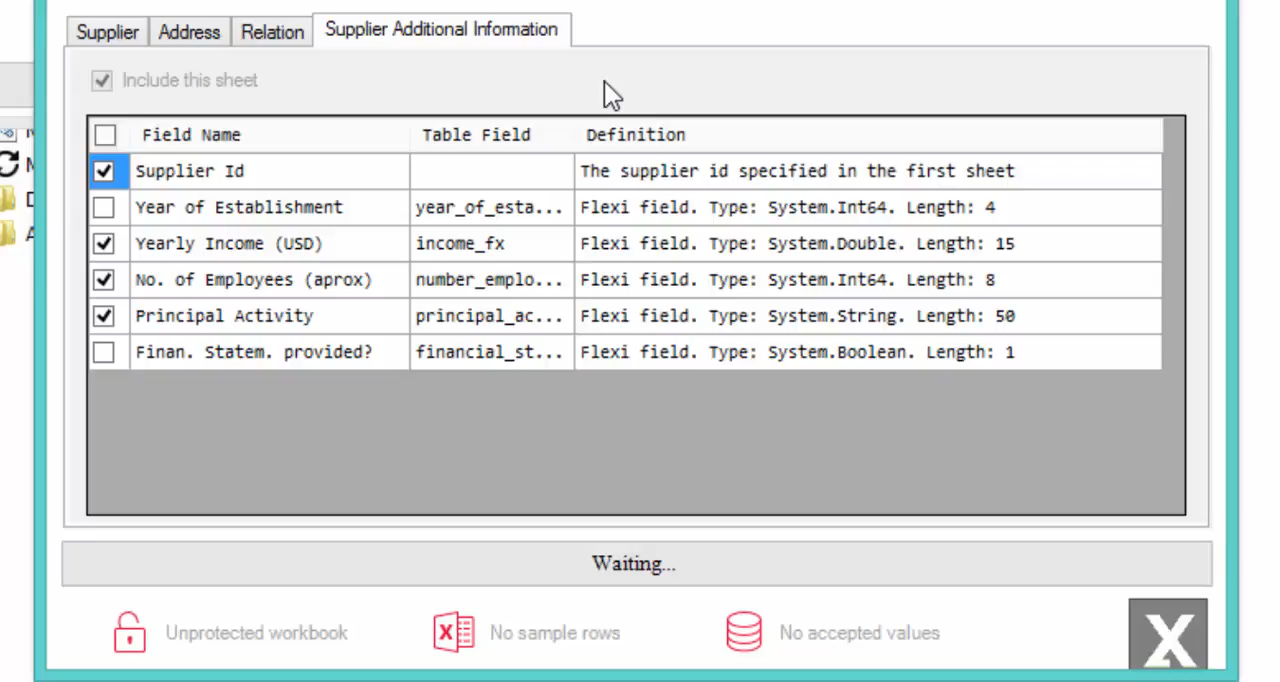 Supplier Address Relation Supplier Additional Information
Include this sheet
Field Name Table Field Definition
Supplier Id The supplier id specified in the first sheet
Year of Establishment year_of_esta... Flexi field. Type: System.Int64. Length: 4
Yearly Income (USD) income_fx Flexi field. Type: System.Double. Length: 15
No. of Employees (aprox) number_emplo... Flexi field. Type: System.Int64. Length: 8
Principal Activity principal_ac... Flexi field. Type: System.String. Length: 50
Finan. Statem. provided? financial_st... Flexi field. Type: System.Boolean. Length: 1
Waiting...
Unprotected workbook No sample rows No accepted values